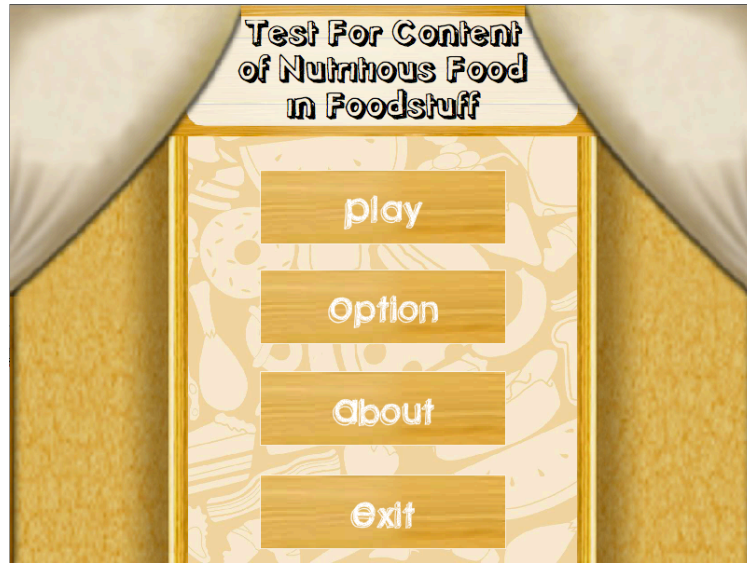 Test For Content
of Nutritious Food
in Foodstuff
play
option
about
exit